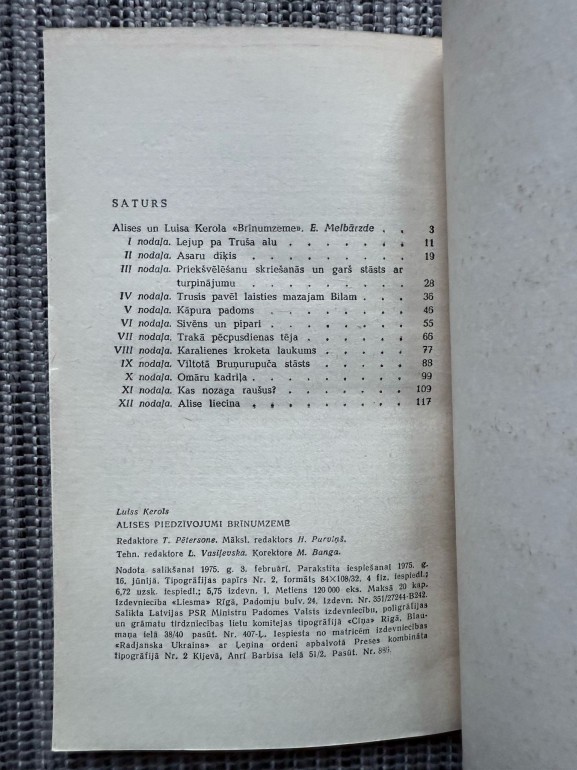 SATURS
Alises un Luisa Kerola «Brīnumzeme». E. Melbārzde . . 3
I nodaļa. Lejup pa Truša alu . . . . . . . 11
II nodaļa. Asaru dīķis . . . . . . . . . 19
III nodaļa. Priekšvēlēšanu skriešanās un garš stāsts ar
turpinājumu . . . . . . . . 28
IV nodaļa. Trusis pavēl laisties mazajam Bilam . . . 36
V nodaļa. Kāpura padoms . . . . . . . . 46
VI nodaļa. Sivēns un pipari . . . . . . . 55
VII nodaļa. Trakā pēcpusdienas tēja . . . . . 66
VIII nodaļa. Karalienes kroketa laukums . . . . . 77
IX nodaļa. Viltotā Bruņurupuča stāsts . . . . . 88
X nodaļa. Omāru kadriļa . . . . . . . . 99
XI nodaļa. Kas nozaga raušus? . . . . . . 109
XII nodaļa. Alise liecina . . . . . . . . 117
Luiss Kerols
ALISES PIEDZĪVOJUMI BRĪNUMZEMĒ
Redaktore T. Pētersone. Māksl. redaktors H. Purviņš.
Tehn. redaktore L. Vasiļevska. Korektore M. Banga.
Nodota salikšanai 1975. g. 3. februārī. Parakstīta iespiešanai 1975. g.
16. jūnijā. Tipogrāfijas papīrs Nr. 2, formāts 84×108/32. 4 fiz. iespiedl.;
6,72 uzsk. iespiedl.; 5,75 izdevn. l. Metiens 120 000 eks. Maksā 20 kap.
Izdevniecība «Liesma» Rīgā, Padomju bulv. 24. Izdevn. Nr. 351/27244-B242.
Salikta Latvijas PSR Ministru Padomes Valsts izdevniecību, poligrāfijas
un grāmatu tirdzniecības lietu komitejas tipogrāfijā «Cīņa» Rīgā, Blau-
maņa ielā 38/40 pasūt. Nr. 407-Ļ. Iespiesta no matricēm izdevniecības
«Radjanska Ukraina» ar Ļeņina ordeni apbalvotā Preses kombināta
tipogrāfijā Nr. 2 Kijevā, Anrī Barbisa ielā 51/2. Pasūt. Nr.